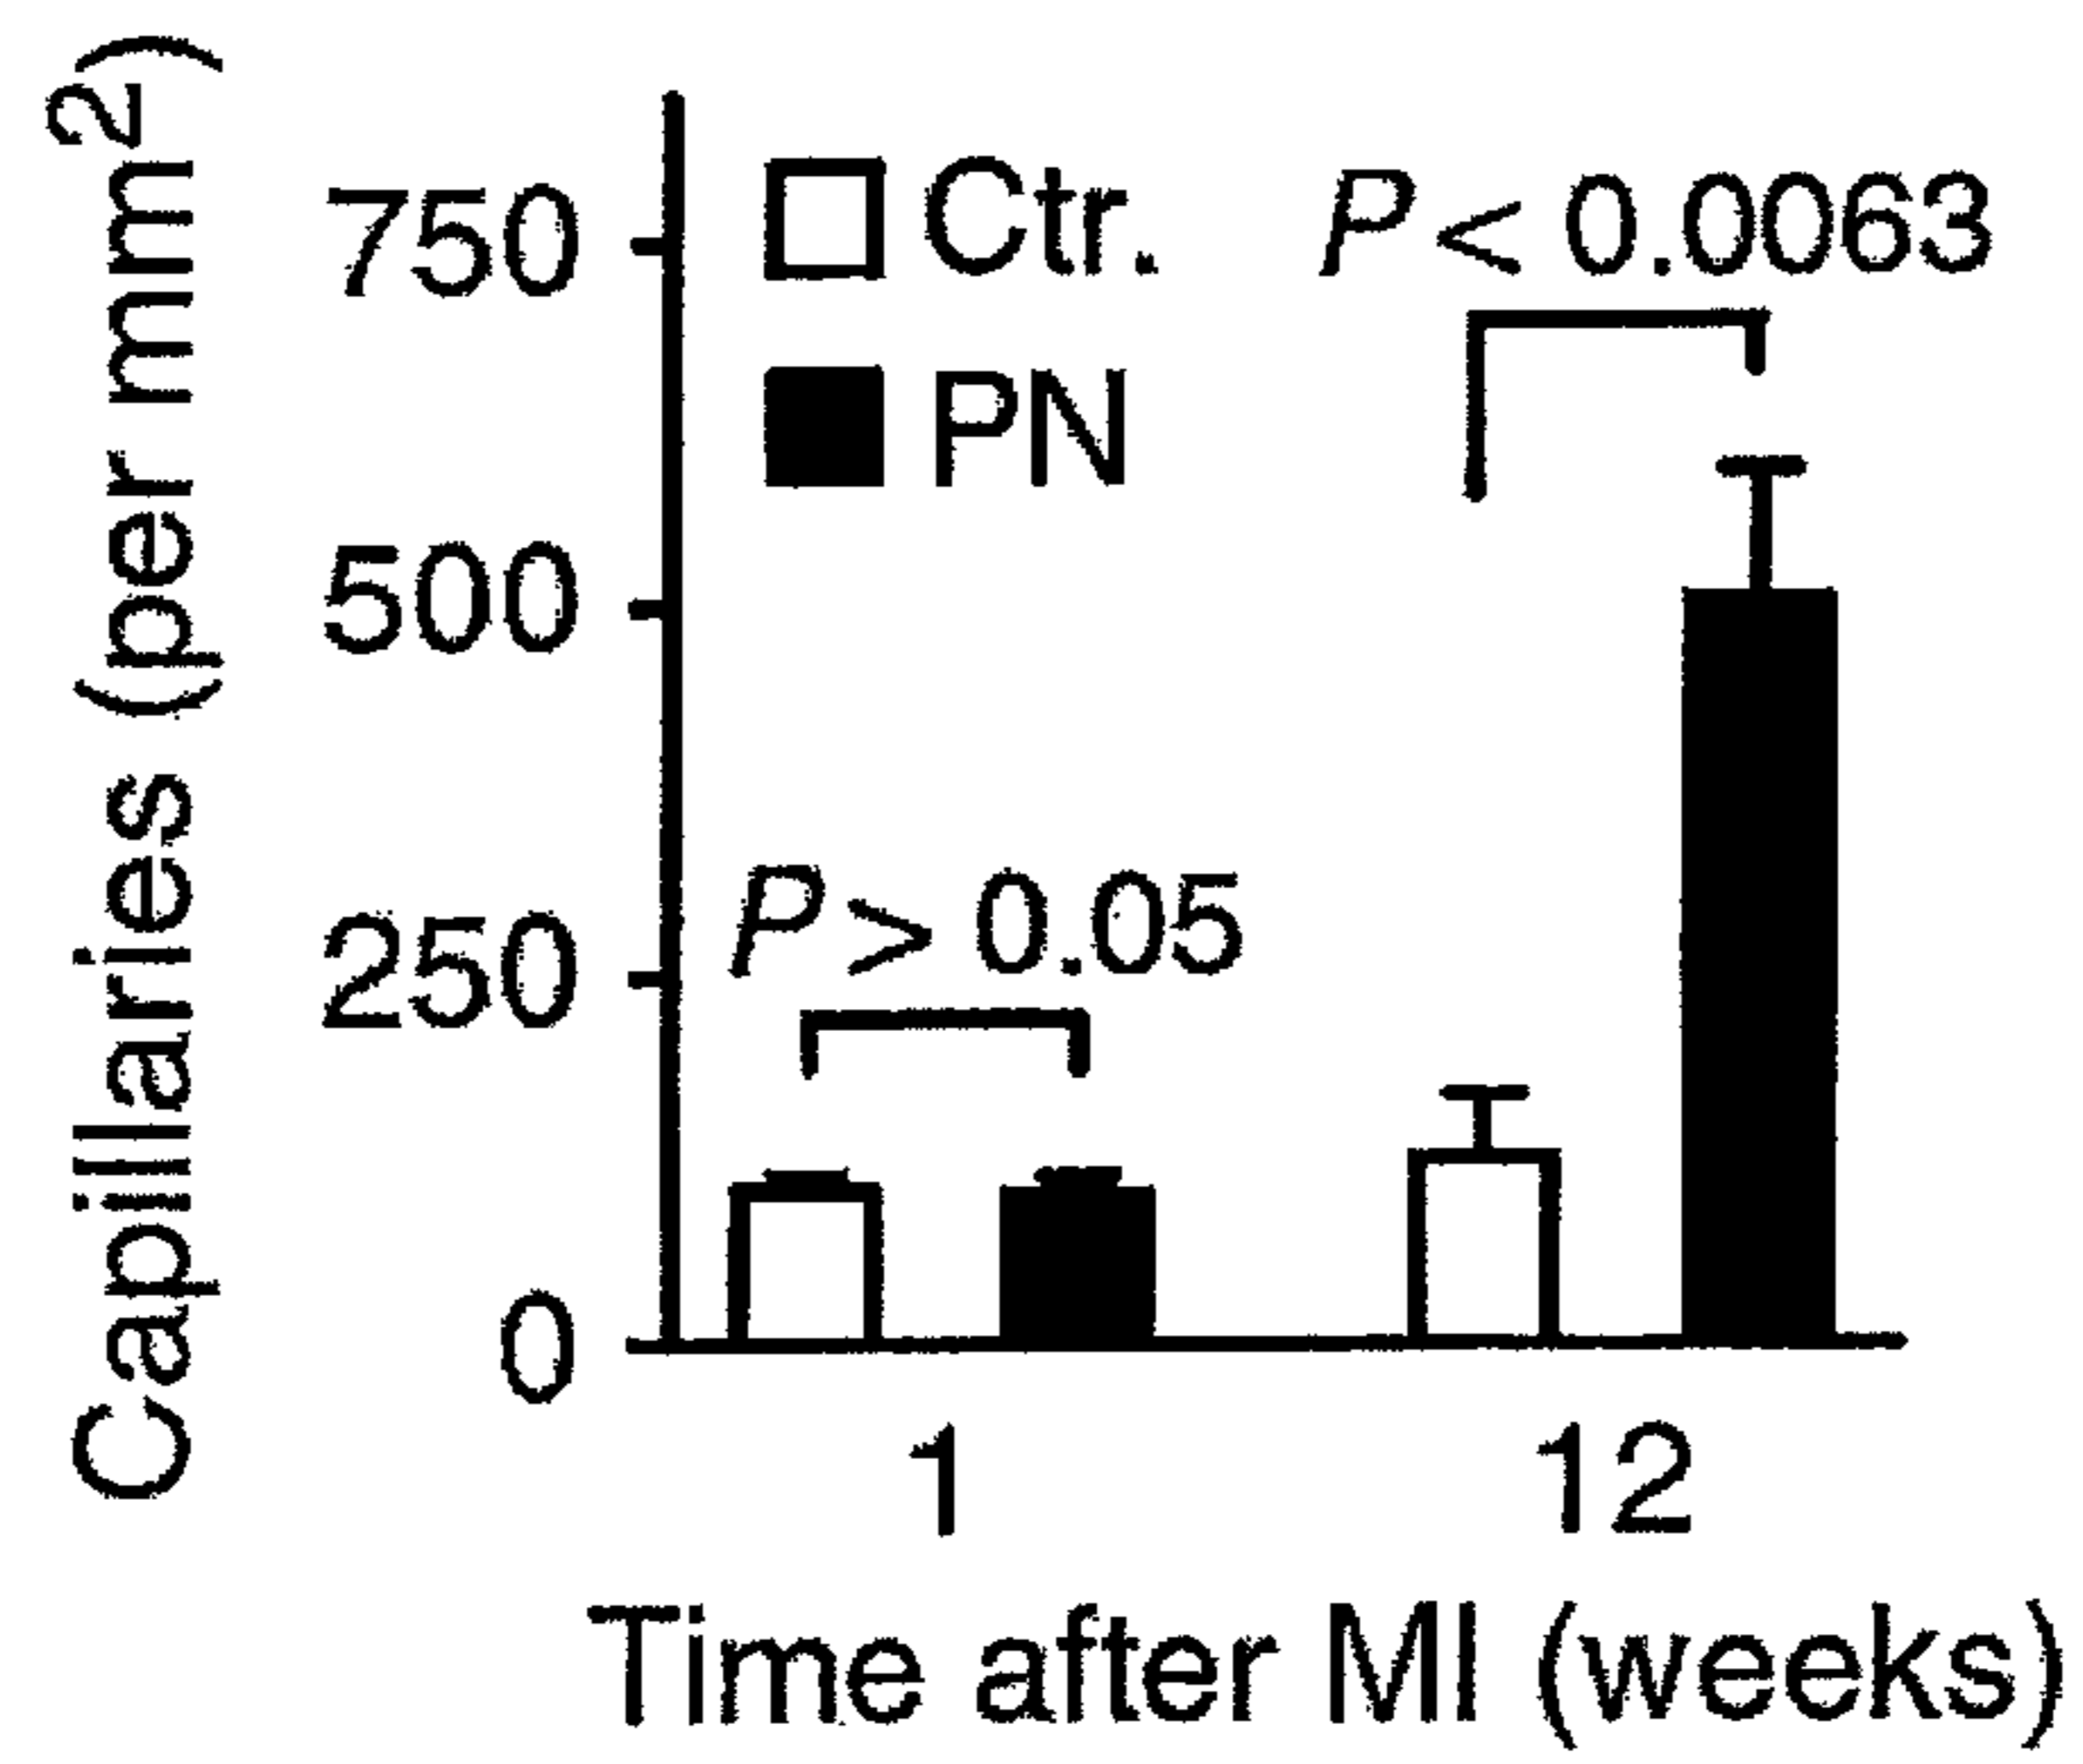 Capillaries (per mm²)
750
500
250
0
Ctr.
PN
P < 0.0063
P > 0.05
1
12
Time after MI (weeks)